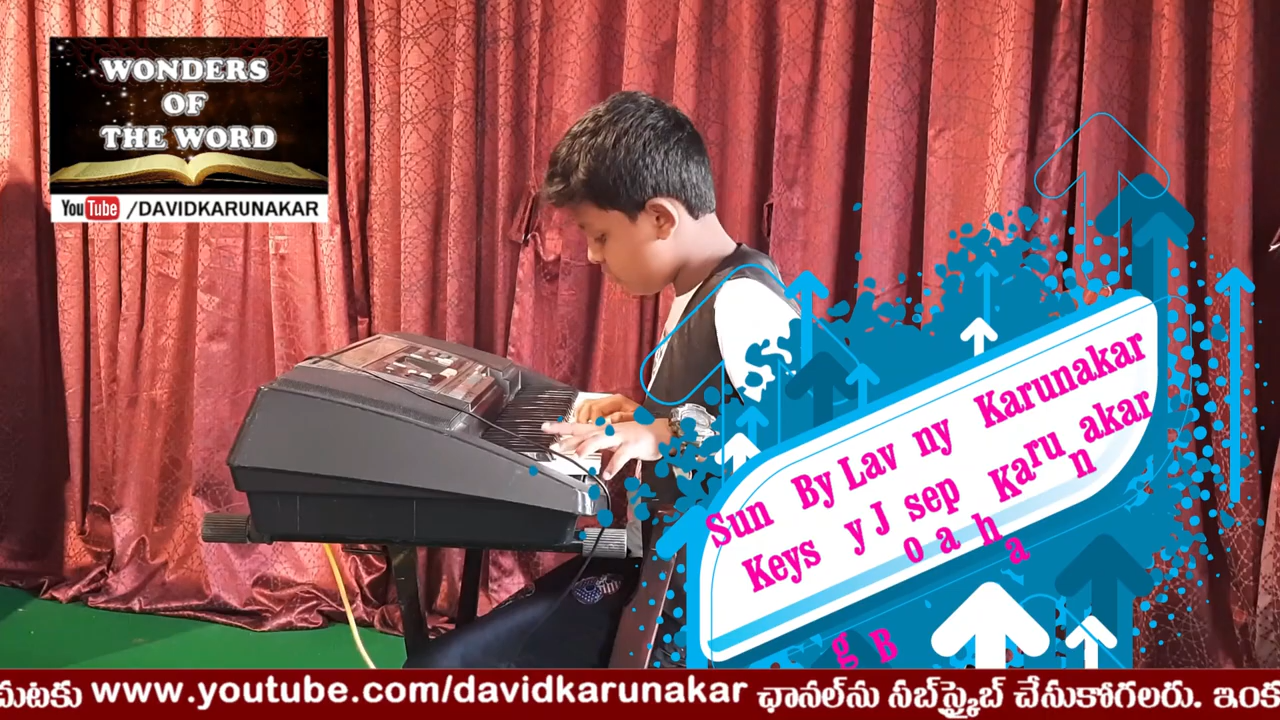 WONDERS
OF
THE WORD
YouTube /DAVIDKARUNAKAR
Sun By Lav ny Karunakar
Keys y J sep Karu akar
n
o a h
a
g B
మటకు www.youtube.com/davidkarunakar ఛానల్‌ను సబ్‌స్క్రైబ్ చేసుకోగలరు. ఇంక